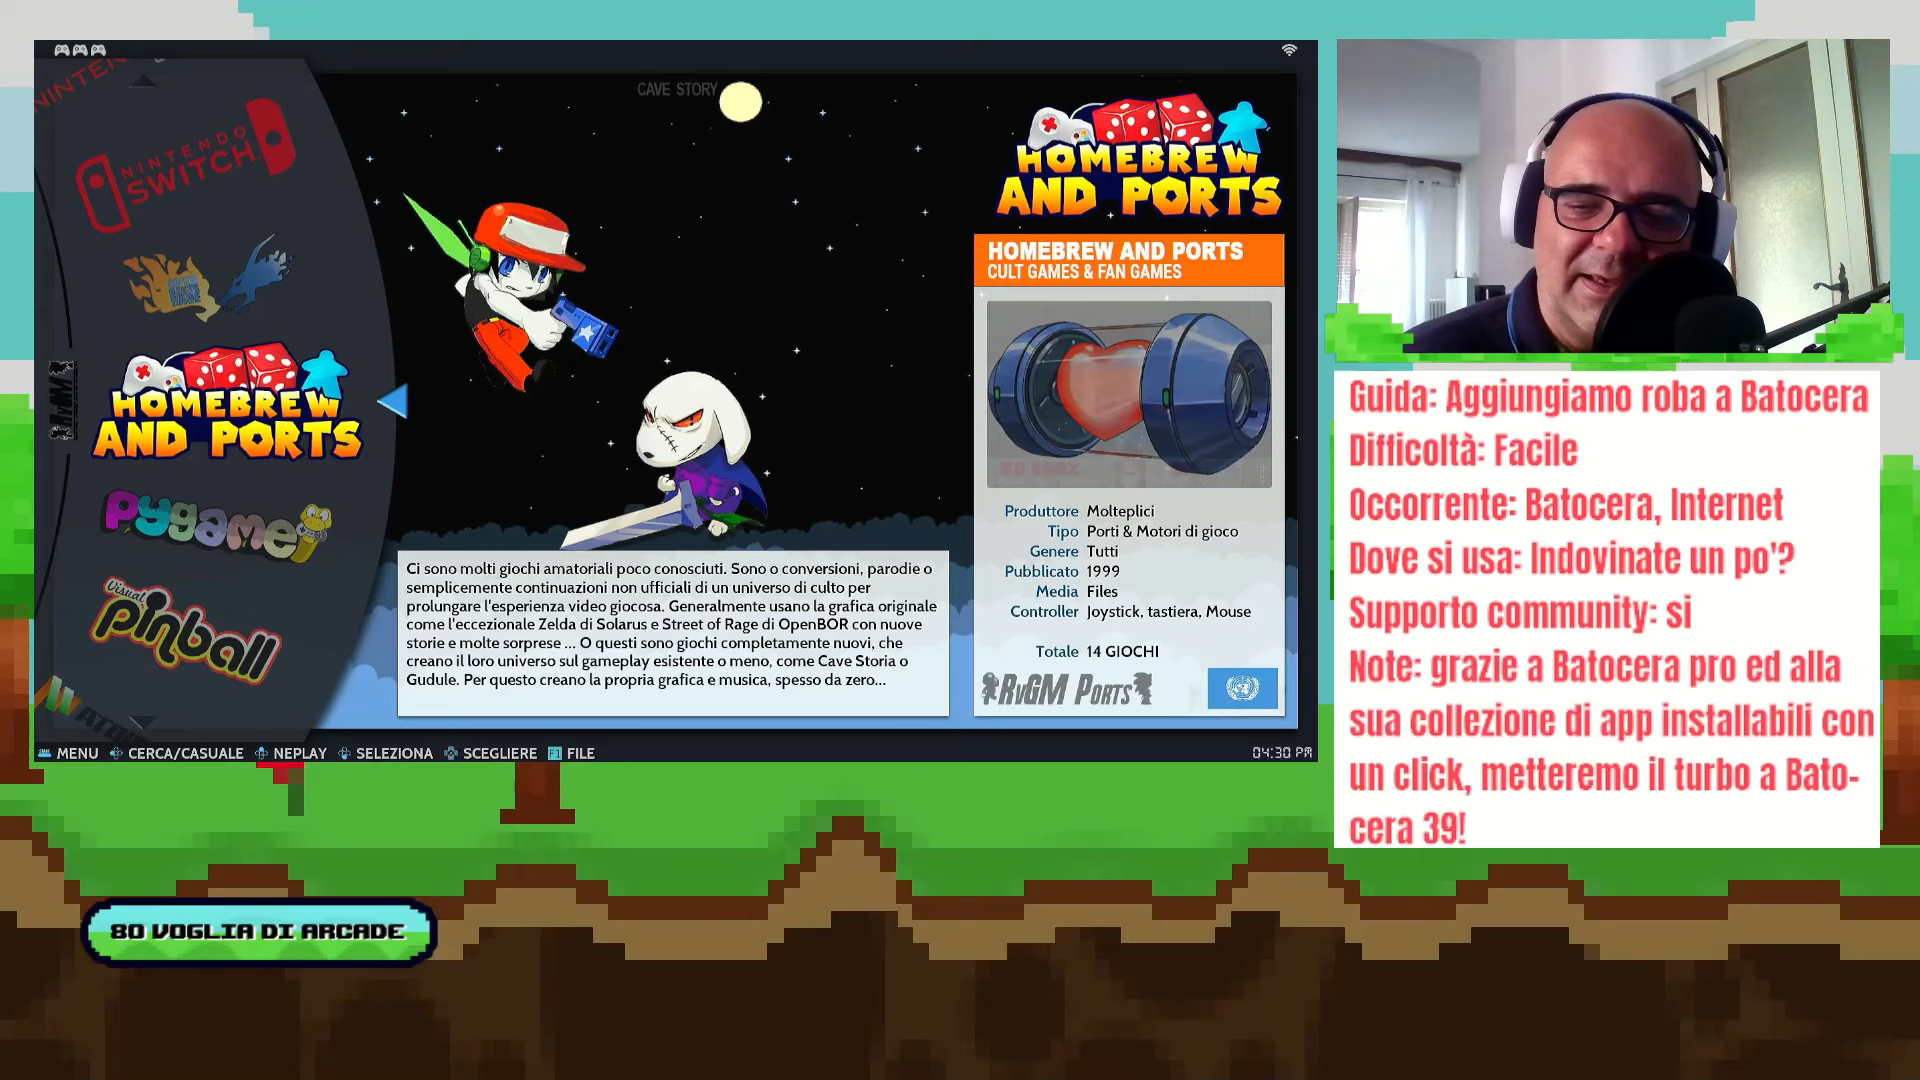 NINTEN
NINTENDO
SWITCH
HOMEBREW
AND PORTS
pygame
Visual
pinball
CAVE STORY
HOMEBREW
AND PORTS
HOMEBREW AND PORTS
CULT GAMES & FAN GAMES
Produttore Molteplici
Tipo Porti & Motori di gioco
Genere Tutti
Pubblicato 1999
Media Files
Controller Joystick, tastiera, Mouse
Totale 14 GIOCHI
RVGM PORTS
Ci sono molti giochi amatoriali poco conosciuti. Sono o conversioni, parodie o
semplicemente continuazioni non ufficiali di un universo di culto per
prolungare l'esperienza video giocosa. Generalmente usano la grafica originale
come l'eccezionale Zelda di Solarus e Street of Rage di OpenBOR con nuove
storie e molte sorprese ... O questi sono giochi completamente nuovi, che
creano il loro universo sul gameplay esistente o meno, come Cave Storia o
Gudule. Per questo creano la propria grafica e musica, spesso da zero...
MENU CERCA/CASUALE NEPLAY SELEZIONA SCEGLIERE F1 FILE
04:30 PM
Guida: Aggiungiamo roba a Batocera
Difficoltà: Facile
Occorrente: Batocera, Internet
Dove si usa: Indovinate un po'?
Supporto community: si
Note: grazie a Batocera pro ed alla
sua collezione di app installabili con
un click, metteremo il turbo a Bato-
cera 39!
80 VOGLIA DI ARCADE